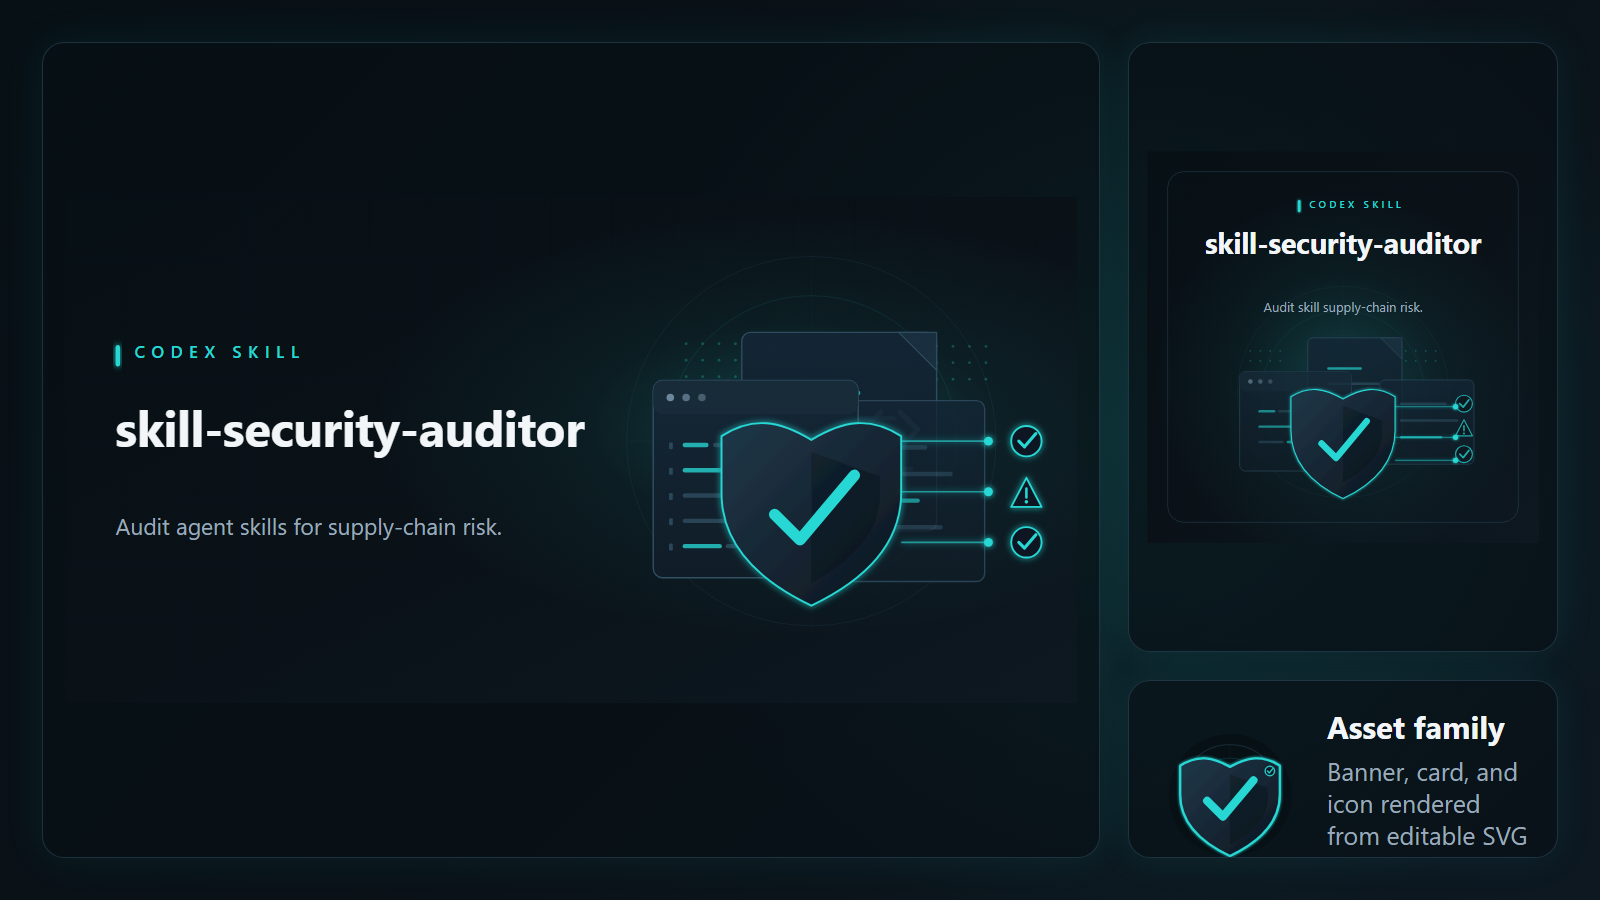 CODEX SKILL
skill-security-auditor
Audit agent skills for supply-chain risk.
CODEX SKILL
skill-security-auditor
Audit skill supply-chain risk.
Asset family
Banner, card, and
icon rendered
from editable SVG